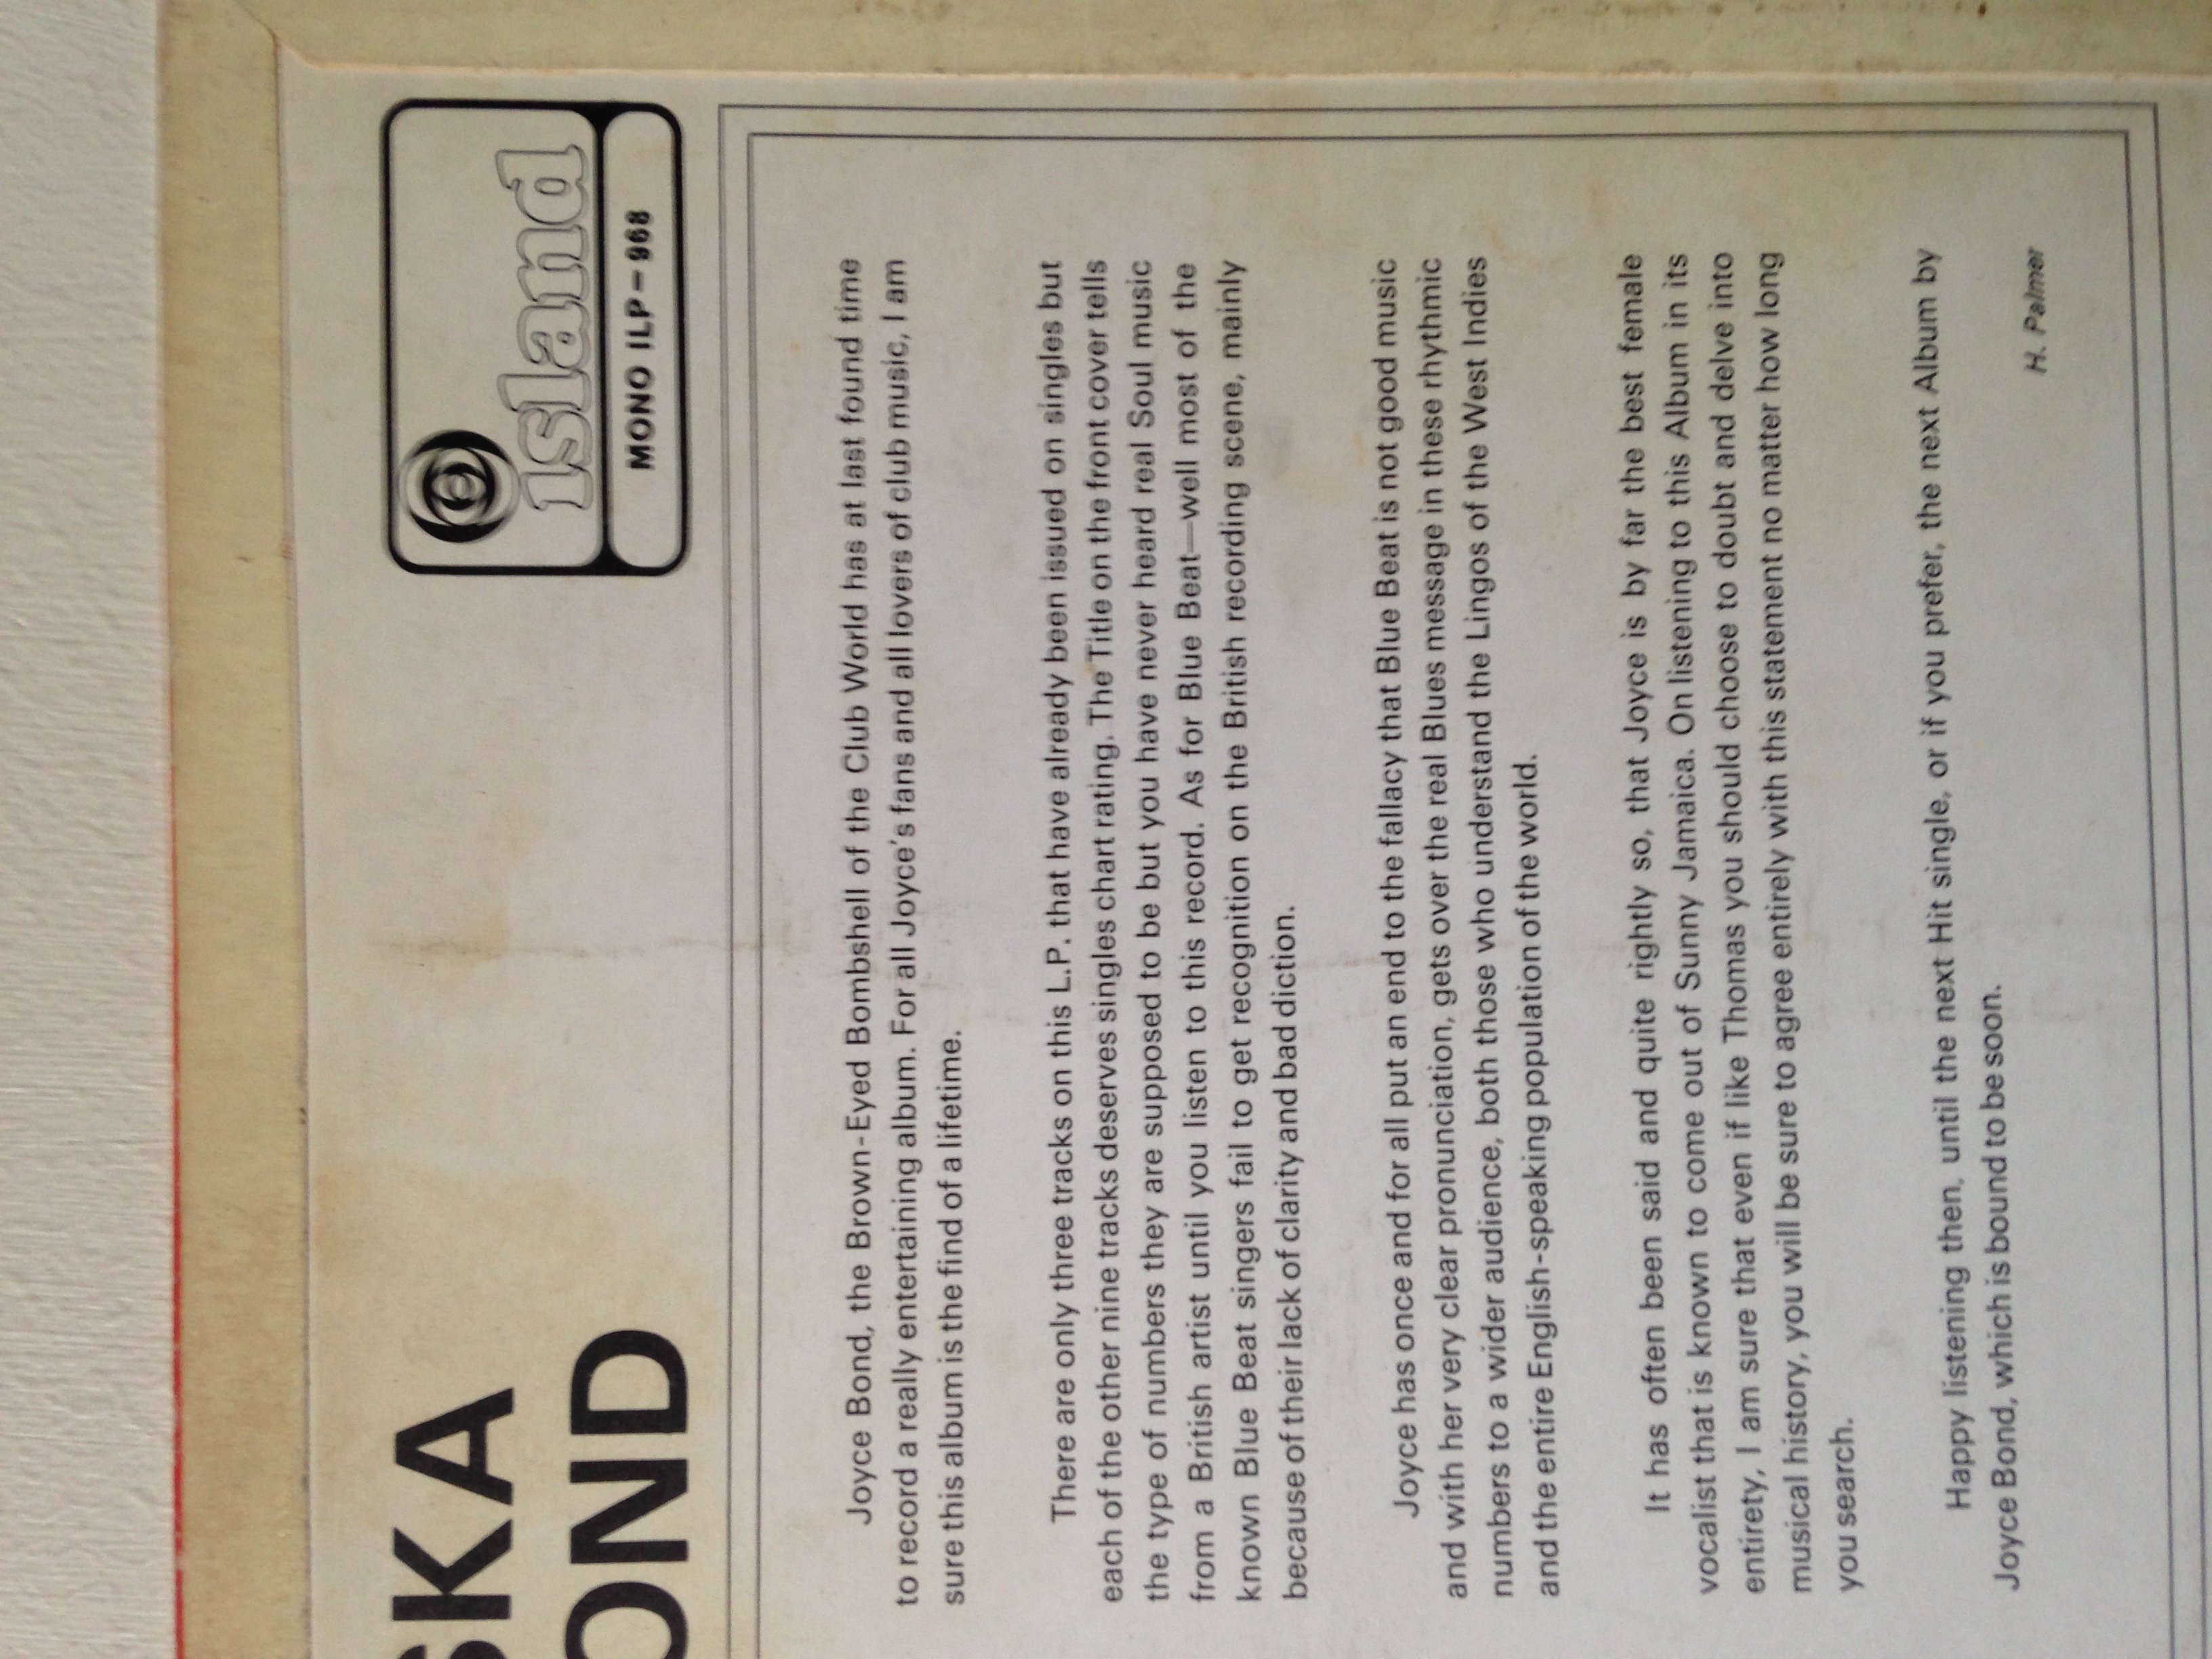 SKA
OND
island
MONO ILP-968
Joyce Bond, the Brown-Eyed Bombshell of the Club World has at last found time
to record a really entertaining album. For all Joyce's fans and all lovers of club music, I am
sure this album is the find of a lifetime.
There are only three tracks on this L.P. that have already been issued on singles but
each of the other nine tracks deserves singles chart rating. The Title on the front cover tells
the type of numbers they are supposed to be but you have never heard real Soul music
from a British artist until you listen to this record. As for Blue Beat—well most of the
known Blue Beat singers fail to get recognition on the British recording scene, mainly
because of their lack of clarity and bad diction.
Joyce has once and for all put an end to the fallacy that Blue Beat is not good music
and with her very clear pronunciation, gets over the real Blues message in these rhythmic
numbers to a wider audience, both those who understand the Lingos of the West Indies
and the entire English-speaking population of the world.
It has often been said and quite rightly so, that Joyce is by far the best female
vocalist that is known to come out of Sunny Jamaica. On listening to this Album in its
entirety, I am sure that even if like Thomas you should choose to doubt and delve into
musical history, you will be sure to agree entirely with this statement no matter how long
you search.
Happy listening then, until the next Hit single, or if you prefer, the next Album by
Joyce Bond, which is bound to be soon.
H. Palmer